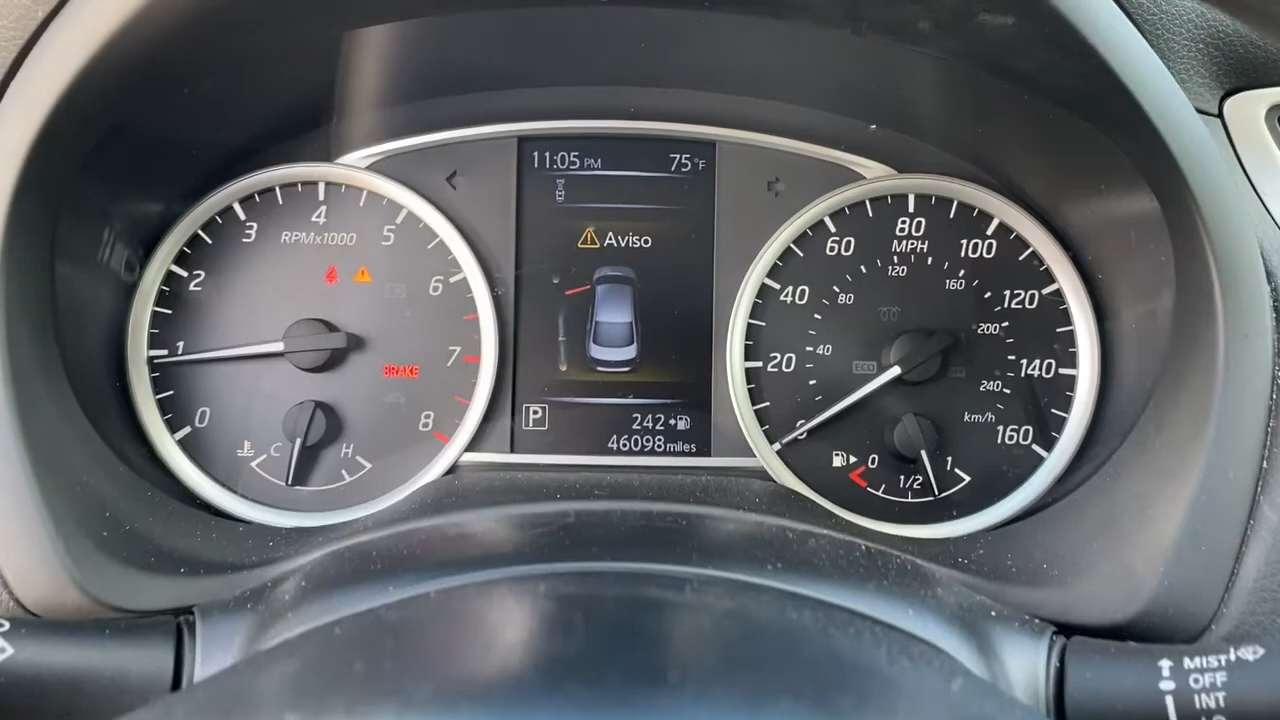 11:05 PM 75°F
Aviso
P
242
46098 miles
0
1
2
3
4
5
6
7
8
RPMx1000
BRAKE
C H
0
20
40
60
80
100
120
140
160
MPH
40
80
120
160
200
240
km/h
ECO
0 1/2 1
MIST
OFF
INT